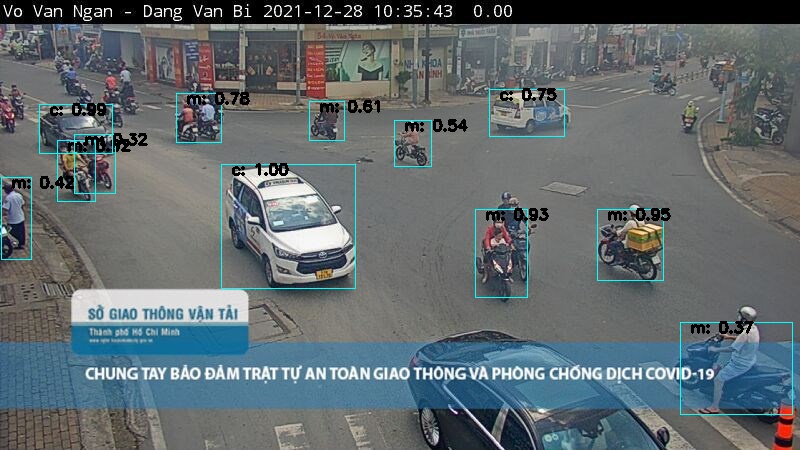 Vo Van Ngan - Dang Van Bi 2021-12-28 10:35:43  0.00
m: 0.78
c: 0.75
c: 0.99
m: 0.61
m: 0.54
m: 0.32
c: 1.00
m: 0.42
m: 0.93
m: 0.95
SỞ GIAO THÔNG VẬN TẢI
Thành phố Hồ Chí Minh
m: 0.37
CHUNG TAY BẢO ĐẢM TRẬT TỰ AN TOÀN GIAO THÔNG VÀ PHÒNG CHỐNG DỊCH COVID-19